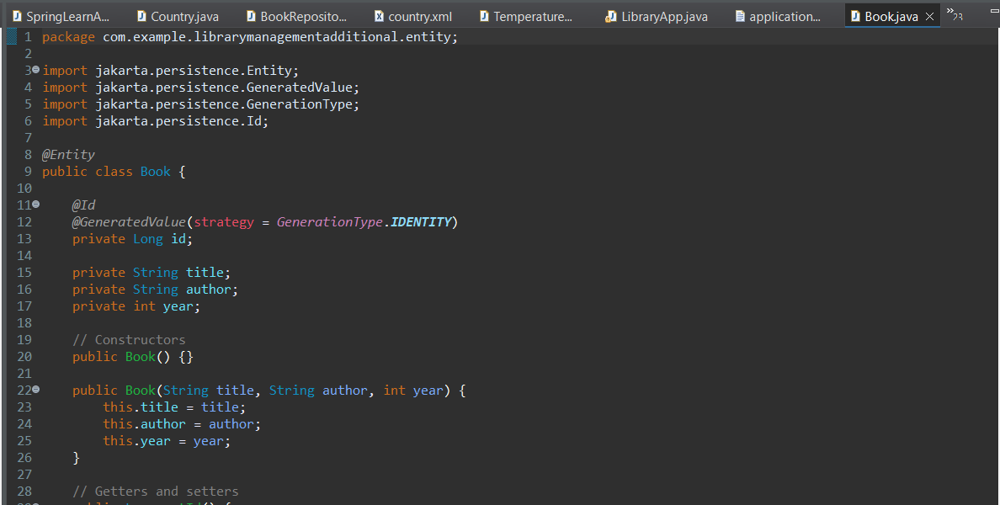 SpringLearnA... Country.java BookReposito... country.xml Temperature... LibraryApp.java application... Book.java 23
1 package com.example.librarymanagementadditional.entity;
2
3 import jakarta.persistence.Entity;
4 import jakarta.persistence.GeneratedValue;
5 import jakarta.persistence.GenerationType;
6 import jakarta.persistence.Id;
7
8 @Entity
9 public class Book {
10
11 @Id
12 @GeneratedValue(strategy = GenerationType.IDENTITY)
13 private Long id;
14
15 private String title;
16 private String author;
17 private int year;
18
19 // Constructors
20 public Book() {}
21
22 public Book(String title, String author, int year) {
23 this.title = title;
24 this.author = author;
25 this.year = year;
26 }
27
28 // Getters and setters